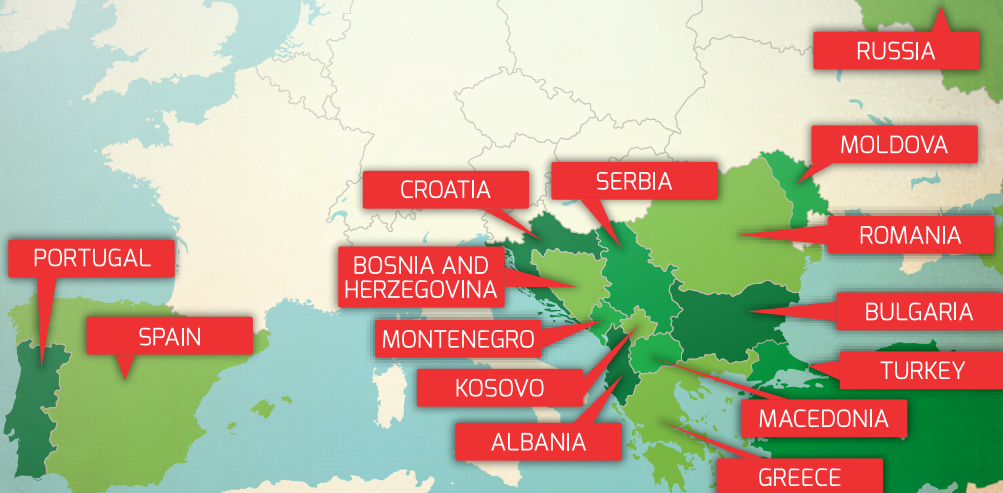 RUSSIA
MOLDOVA
CROATIA
SERBIA
ROMANIA
PORTUGAL
BOSNIA AND
HERZEGOVINA
BULGARIA
SPAIN
MONTENEGRO
TURKEY
KOSOVO
MACEDONIA
ALBANIA
GREECE